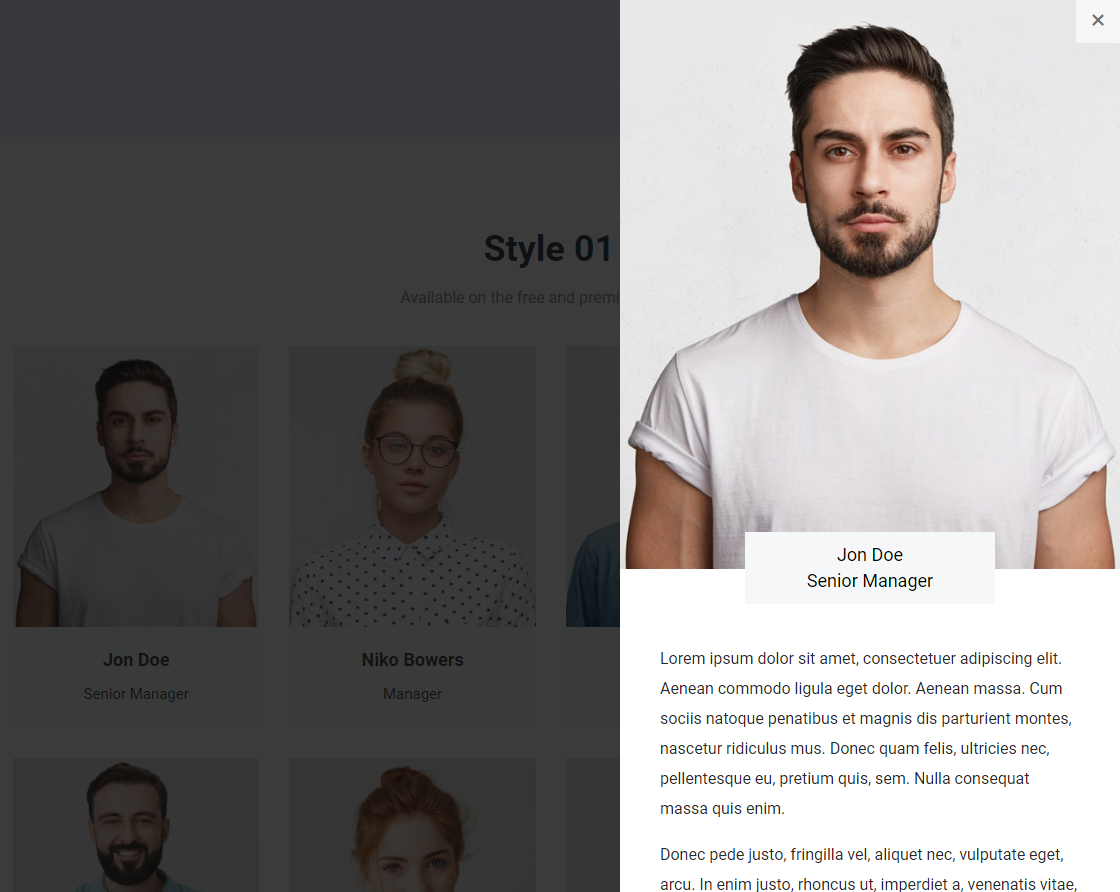 Style 01
Available on the free and premi
Jon Doe
Senior Manager
Niko Bowers
Manager
Jon Doe
Senior Manager
Lorem ipsum dolor sit amet, consectetuer adipiscing elit.
Aenean commodo ligula eget dolor. Aenean massa. Cum
sociis natoque penatibus et magnis dis parturient montes,
nascetur ridiculus mus. Donec quam felis, ultricies nec,
pellentesque eu, pretium quis, sem. Nulla consequat
massa quis enim.
Donec pede justo, fringilla vel, aliquet nec, vulputate eget,
arcu. In enim justo, rhoncus ut, imperdiet a, venenatis vitae,